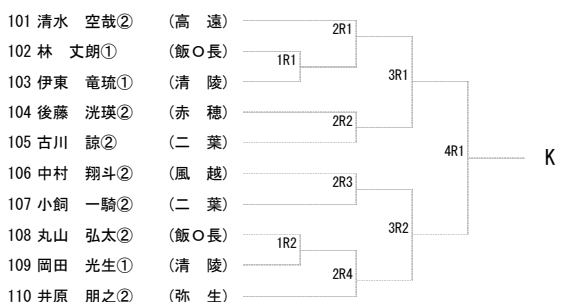 101 清水　空哉②　（高　遠）
102 林　丈朗①　（飯Ｏ長）
103 伊東　竜琉①　（清　陵）
104 後藤　洸瑛②　（赤　穂）
105 古川　諒②　（二　葉）
106 中村　翔斗②　（風　越）
107 小飼　一騎②　（二　葉）
108 丸山　弘太②　（飯Ｏ長）
109 岡田　光生①　（清　陵）
110 井原　朋之②　（弥　生）
2R1
1R1
3R1
2R2
4R1
K
2R3
3R2
1R2
2R4